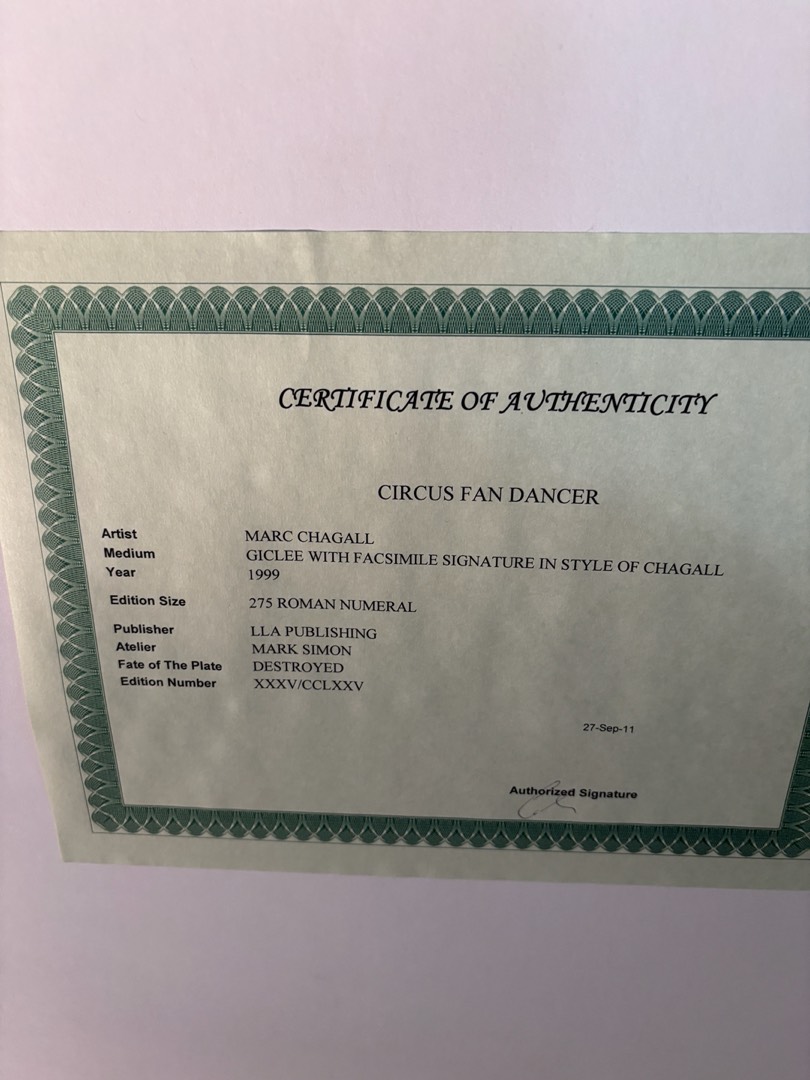 CERTIFICATE OF AUTHENTICITY
CIRCUS FAN DANCER
Artist MARC CHAGALL
Medium GICLEE WITH FACSIMILE SIGNATURE IN STYLE OF CHAGALL
Year 1999
Edition Size 275 ROMAN NUMERAL
Publisher LLA PUBLISHING
Atelier MARK SIMON
Fate of The Plate DESTROYED
Edition Number XXXV/CCLXXV
27-Sep-11
Authorized Signature